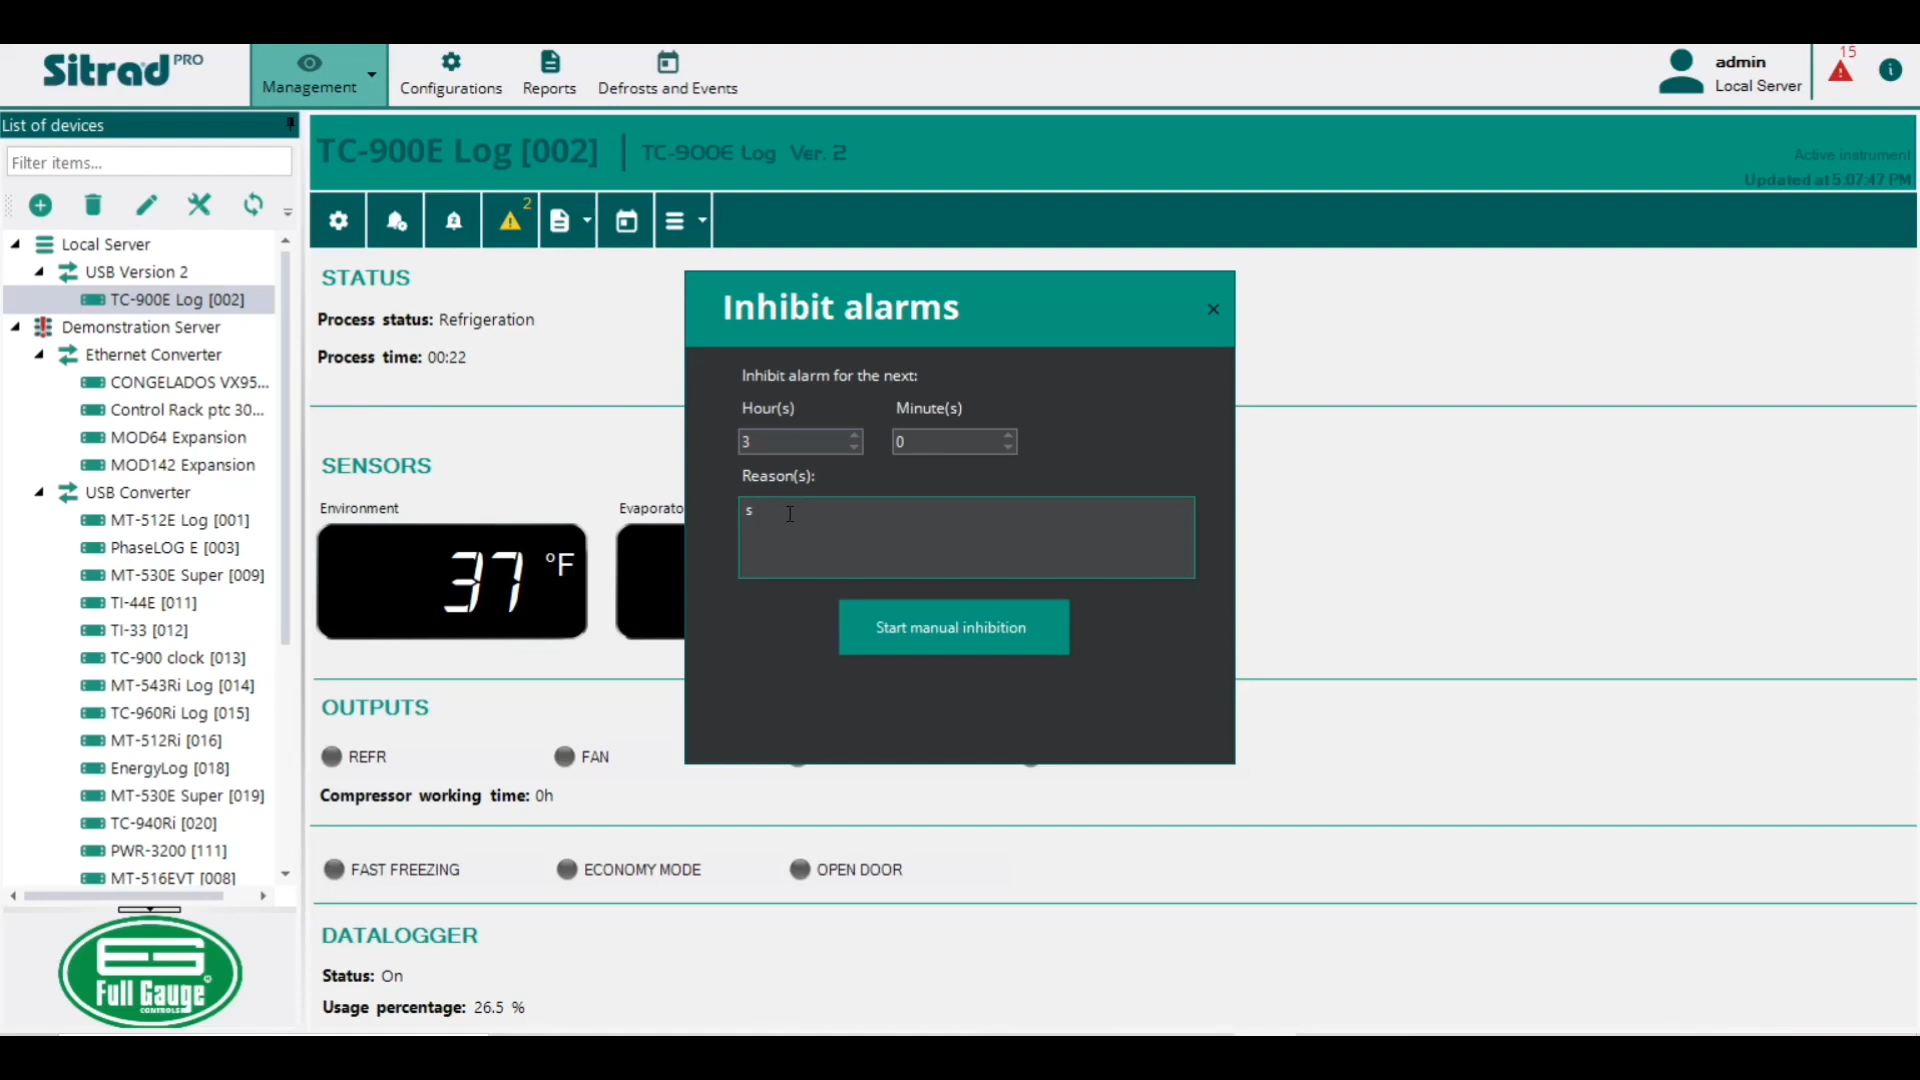 Sitrad PRO
Management
Configurations
Reports
Defrosts and Events
admin
Local Server
15
List of devices
Filter items...
Local Server
USB Version 2
TC-900E Log [002]
Demonstration Server
Ethernet Converter
CONGELADOS VX95...
Control Rack ptc 30...
MOD64 Expansion
MOD142 Expansion
USB Converter
MT-512E Log [001]
PhaseLOG E [003]
MT-530E Super [009]
TI-44E [011]
TI-33 [012]
TC-900 clock [013]
MT-543Ri Log [014]
TC-960Ri Log [015]
MT-512Ri [016]
EnergyLog [018]
MT-530E Super [019]
TC-940Ri [020]
PWR-3200 [111]
MT-516EVT [008]
Full Gauge
CONTROLS
TC-900E Log [002]
TC-900E Log Ver. 2
Active instrument
Updated at 5:07:47 PM
2
STATUS
Process status: Refrigeration
Process time: 00:22
SENSORS
Environment
Evaporato
37 °F
OUTPUTS
REFR
FAN
Compressor working time: 0h
FAST FREEZING
ECONOMY MODE
OPEN DOOR
DATALOGGER
Status: On
Usage percentage: 26.5 %
Inhibit alarms
×
Inhibit alarm for the next:
Hour(s)
Minute(s)
3
0
Reason(s):
s
Start manual inhibition